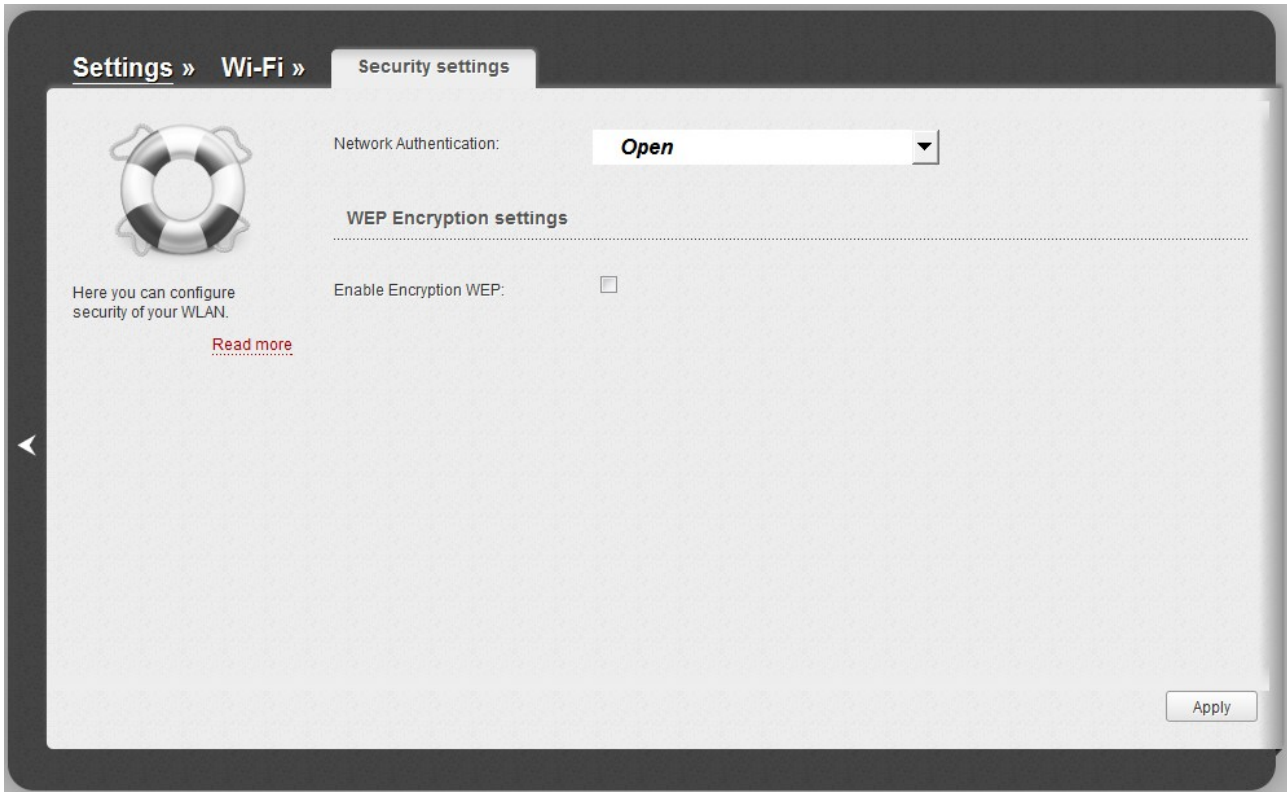 Settings » Wi-Fi » Security settings
Network Authentication: Open
WEP Encryption settings
Enable Encryption WEP:
Here you can configure
security of your WLAN.
Read more
Apply